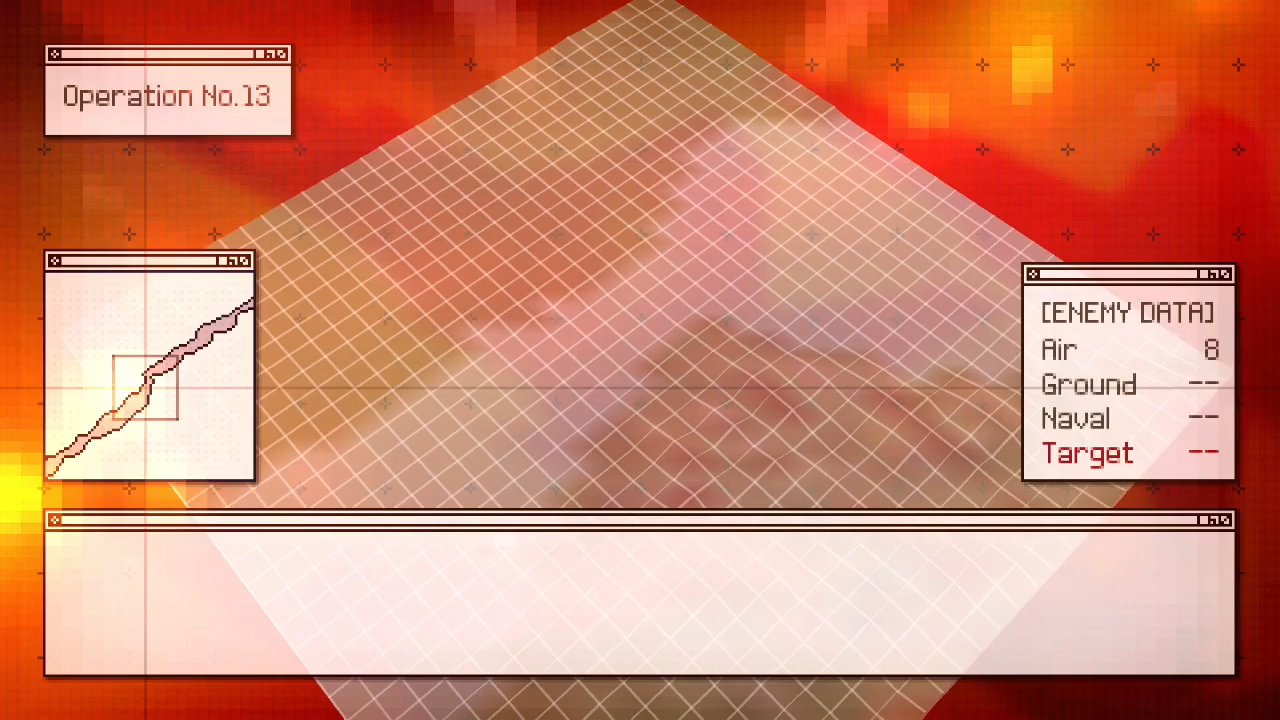 Operation No.13
[ENEMY DATA]
Air 8
Ground --
Naval --
Target --